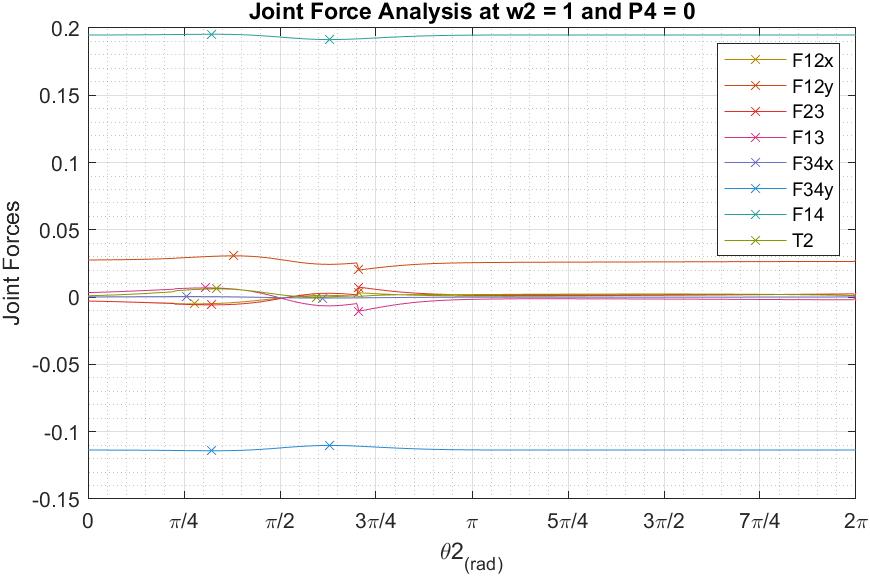 Joint Force Analysis at w2 = 1 and P4 = 0
Joint Forces
0.2
0.15
0.1
0.05
0
-0.05
-0.1
-0.15
F12x
F12y
F23
F13
F34x
F34y
F14
T2
0 π/4 π/2 3π/4 π 5π/4 3π/2 7π/4 2π
θ2(rad)